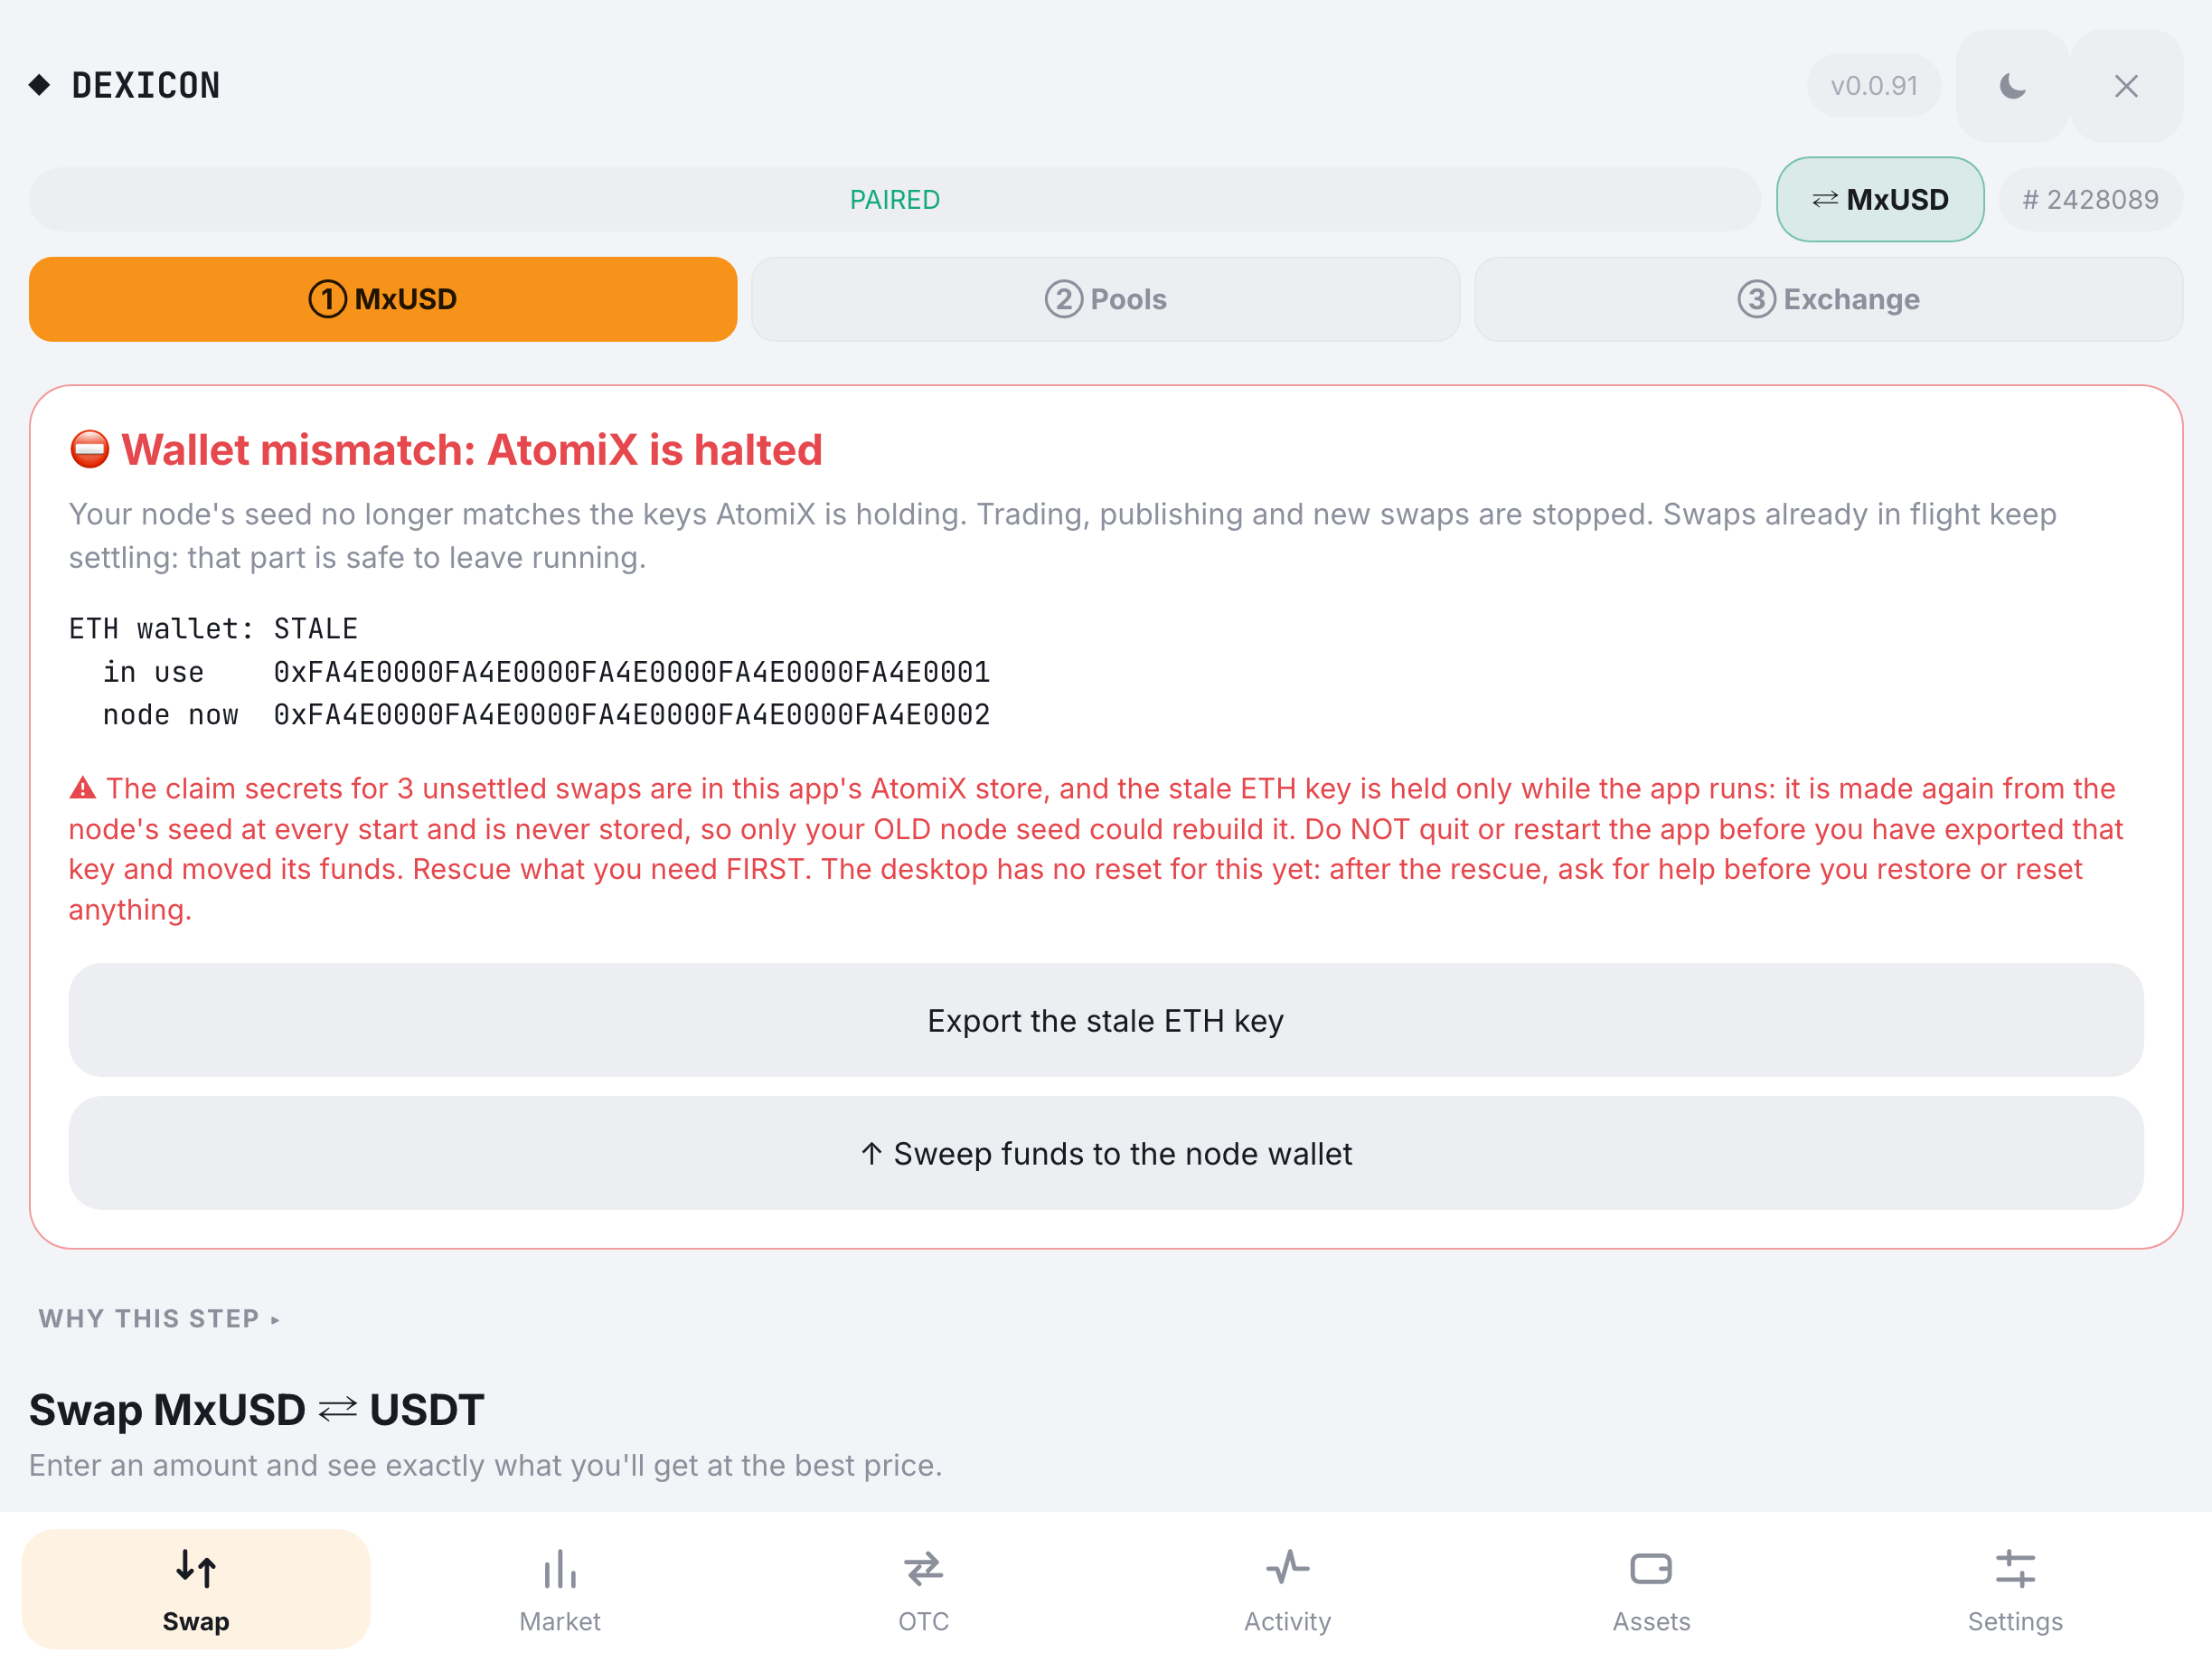 ◆ DEXICON
v0.0.91
PAIRED
⇄ MxUSD
# 2428089
① MxUSD
② Pools
③ Exchange
⛔ Wallet mismatch: AtomiX is halted
Your node's seed no longer matches the keys AtomiX is holding. Trading, publishing and new swaps are stopped. Swaps already in flight keep
settling: that part is safe to leave running.
ETH wallet: STALE
in use 0xFA4E0000FA4E0000FA4E0000FA4E0000FA4E0001
node now 0xFA4E0000FA4E0000FA4E0000FA4E0000FA4E0002
⚠ The claim secrets for 3 unsettled swaps are in this app's AtomiX store, and the stale ETH key is held only while the app runs: it is made again from the
node's seed at every start and is never stored, so only your OLD node seed could rebuild it. Do NOT quit or restart the app before you have exported that
key and moved its funds. Rescue what you need FIRST. The desktop has no reset for this yet: after the rescue, ask for help before you restore or reset
anything.
Export the stale ETH key
↑ Sweep funds to the node wallet
WHY THIS STEP ▸
Swap MxUSD ⇄ USDT
Enter an amount and see exactly what you'll get at the best price.
Swap
Market
OTC
Activity
Assets
Settings